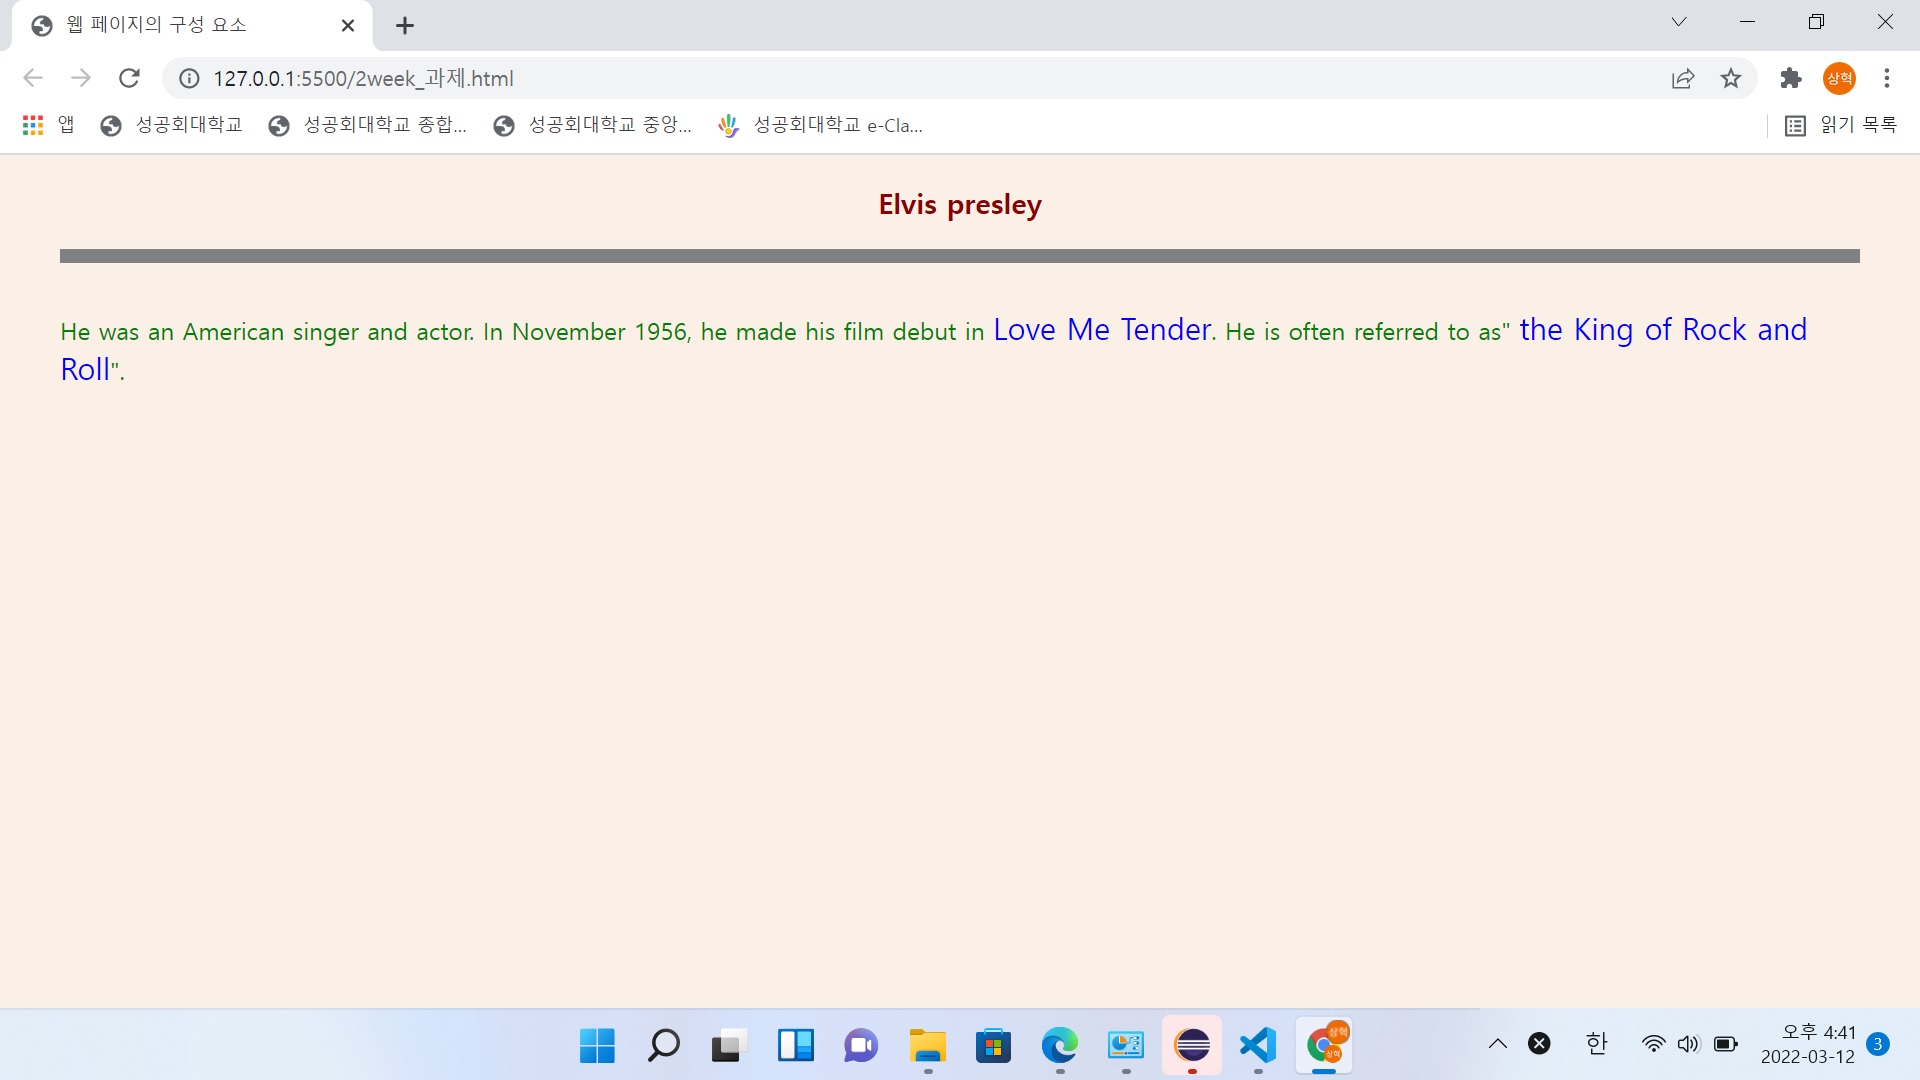 웹 페이지의 구성 요소
127.0.0.1:5500/2week_과제.html
상혁
앱
성공회대학교
성공회대학교 종합...
성공회대학교 중앙...
성공회대학교 e-Cla...
읽기 목록
Elvis presley
He was an American singer and actor. In November 1956, he made his film debut in Love Me Tender. He is often referred to as" the King of Rock and
Roll".
상혁
상혁
한
오후 4:41
2022-03-12
3